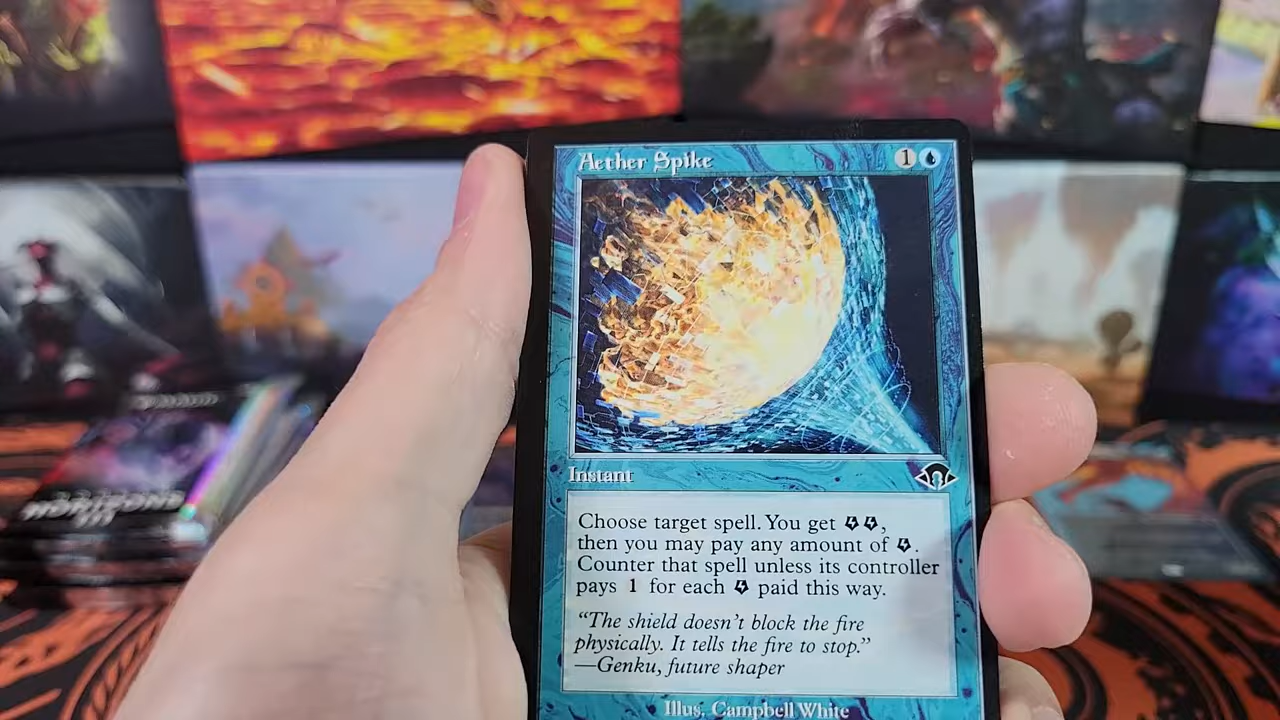 Aether Spike 1
Instant
Choose target spell. You get
then you may pay any amount of .
Counter that spell unless its controller
pays 1 for each paid this way.
“The shield doesn’t block the fire
physically. It tells the fire to stop.”
—Genku, future shaper
Illus. Campbell White